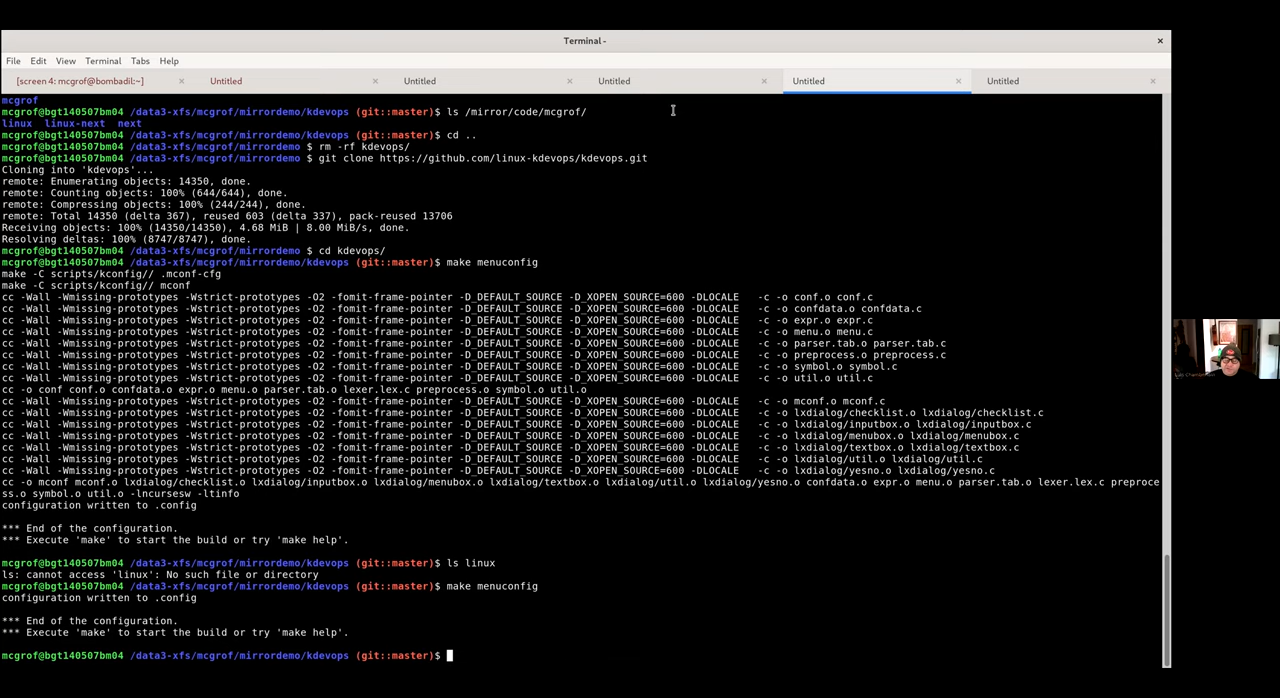 Terminal -
File Edit View Terminal Tabs Help
[screen 4: mcgrof@bombadil:~] Untitled Untitled Untitled Untitled Untitled
mcgrof
mcgrof@bgt140507bm04 /data3-xfs/mcgrof/mirrordemo/kdevops (git::master)$ ls /mirror/code/mcgrof/
linux linux-next next
mcgrof@bgt140507bm04 /data3-xfs/mcgrof/mirrordemo/kdevops (git::master)$ cd ..
mcgrof@bgt140507bm04 /data3-xfs/mcgrof/mirrordemo $ rm -rf kdevops/
mcgrof@bgt140507bm04 /data3-xfs/mcgrof/mirrordemo $ git clone https://github.com/linux-kdevops/kdevops.git
Cloning into 'kdevops'...
remote: Enumerating objects: 14350, done.
remote: Counting objects: 100% (644/644), done.
remote: Compressing objects: 100% (244/244), done.
remote: Total 14350 (delta 367), reused 603 (delta 337), pack-reused 13706
Receiving objects: 100% (14350/14350), 4.68 MiB | 8.00 MiB/s, done.
Resolving deltas: 100% (8747/8747), done.
mcgrof@bgt140507bm04 /data3-xfs/mcgrof/mirrordemo $ cd kdevops/
mcgrof@bgt140507bm04 /data3-xfs/mcgrof/mirrordemo/kdevops (git::master)$ make menuconfig
make -C scripts/kconfig// .mconf-cfg
make -C scripts/kconfig// mconf
cc -Wall -Wmissing-prototypes -Wstrict-prototypes -O2 -fomit-frame-pointer -D_DEFAULT_SOURCE -D_XOPEN_SOURCE=600 -DLOCALE -c -o conf.o conf.c
cc -Wall -Wmissing-prototypes -Wstrict-prototypes -O2 -fomit-frame-pointer -D_DEFAULT_SOURCE -D_XOPEN_SOURCE=600 -DLOCALE -c -o confdata.o confdata.c
cc -Wall -Wmissing-prototypes -Wstrict-prototypes -O2 -fomit-frame-pointer -D_DEFAULT_SOURCE -D_XOPEN_SOURCE=600 -DLOCALE -c -o expr.o expr.c
cc -Wall -Wmissing-prototypes -Wstrict-prototypes -O2 -fomit-frame-pointer -D_DEFAULT_SOURCE -D_XOPEN_SOURCE=600 -DLOCALE -c -o menu.o menu.c
cc -Wall -Wmissing-prototypes -Wstrict-prototypes -O2 -fomit-frame-pointer -D_DEFAULT_SOURCE -D_XOPEN_SOURCE=600 -DLOCALE -c -o parser.tab.o parser.tab.c
cc -Wall -Wmissing-prototypes -Wstrict-prototypes -O2 -fomit-frame-pointer -D_DEFAULT_SOURCE -D_XOPEN_SOURCE=600 -DLOCALE -c -o preprocess.o preprocess.c
cc -Wall -Wmissing-prototypes -Wstrict-prototypes -O2 -fomit-frame-pointer -D_DEFAULT_SOURCE -D_XOPEN_SOURCE=600 -DLOCALE -c -o symbol.o symbol.c
cc -Wall -Wmissing-prototypes -Wstrict-prototypes -O2 -fomit-frame-pointer -D_DEFAULT_SOURCE -D_XOPEN_SOURCE=600 -DLOCALE -c -o util.o util.c
cc -o conf conf.o confdata.o expr.o menu.o parser.tab.o lexer.lex.c preprocess.o symbol.o util.o
cc -Wall -Wmissing-prototypes -Wstrict-prototypes -O2 -fomit-frame-pointer -D_DEFAULT_SOURCE -D_XOPEN_SOURCE=600 -DLOCALE -c -o mconf.o mconf.c
cc -Wall -Wmissing-prototypes -Wstrict-prototypes -O2 -fomit-frame-pointer -D_DEFAULT_SOURCE -D_XOPEN_SOURCE=600 -DLOCALE -c -o lxdialog/checklist.o lxdialog/checklist.c
cc -Wall -Wmissing-prototypes -Wstrict-prototypes -O2 -fomit-frame-pointer -D_DEFAULT_SOURCE -D_XOPEN_SOURCE=600 -DLOCALE -c -o lxdialog/inputbox.o lxdialog/inputbox.c
cc -Wall -Wmissing-prototypes -Wstrict-prototypes -O2 -fomit-frame-pointer -D_DEFAULT_SOURCE -D_XOPEN_SOURCE=600 -DLOCALE -c -o lxdialog/menubox.o lxdialog/menubox.c
cc -Wall -Wmissing-prototypes -Wstrict-prototypes -O2 -fomit-frame-pointer -D_DEFAULT_SOURCE -D_XOPEN_SOURCE=600 -DLOCALE -c -o lxdialog/textbox.o lxdialog/textbox.c
cc -Wall -Wmissing-prototypes -Wstrict-prototypes -O2 -fomit-frame-pointer -D_DEFAULT_SOURCE -D_XOPEN_SOURCE=600 -DLOCALE -c -o lxdialog/util.o lxdialog/util.c
cc -Wall -Wmissing-prototypes -Wstrict-prototypes -O2 -fomit-frame-pointer -D_DEFAULT_SOURCE -D_XOPEN_SOURCE=600 -DLOCALE -c -o lxdialog/yesno.o lxdialog/yesno.c
cc -o mconf mconf.o lxdialog/checklist.o lxdialog/inputbox.o lxdialog/menubox.o lxdialog/textbox.o lxdialog/util.o lxdialog/yesno.o confdata.o expr.o menu.o parser.tab.o lexer.lex.c preproce
ss.o symbol.o util.o -lncursesw -ltinfo
configuration written to .config
*** End of the configuration.
*** Execute 'make' to start the build or try 'make help'.
mcgrof@bgt140507bm04 /data3-xfs/mcgrof/mirrordemo/kdevops (git::master)$ ls linux
ls: cannot access 'linux': No such file or directory
mcgrof@bgt140507bm04 /data3-xfs/mcgrof/mirrordemo/kdevops (git::master)$ make menuconfig
configuration written to .config
*** End of the configuration.
*** Execute 'make' to start the build or try 'make help'.
mcgrof@bgt140507bm04 /data3-xfs/mcgrof/mirrordemo/kdevops (git::master)$